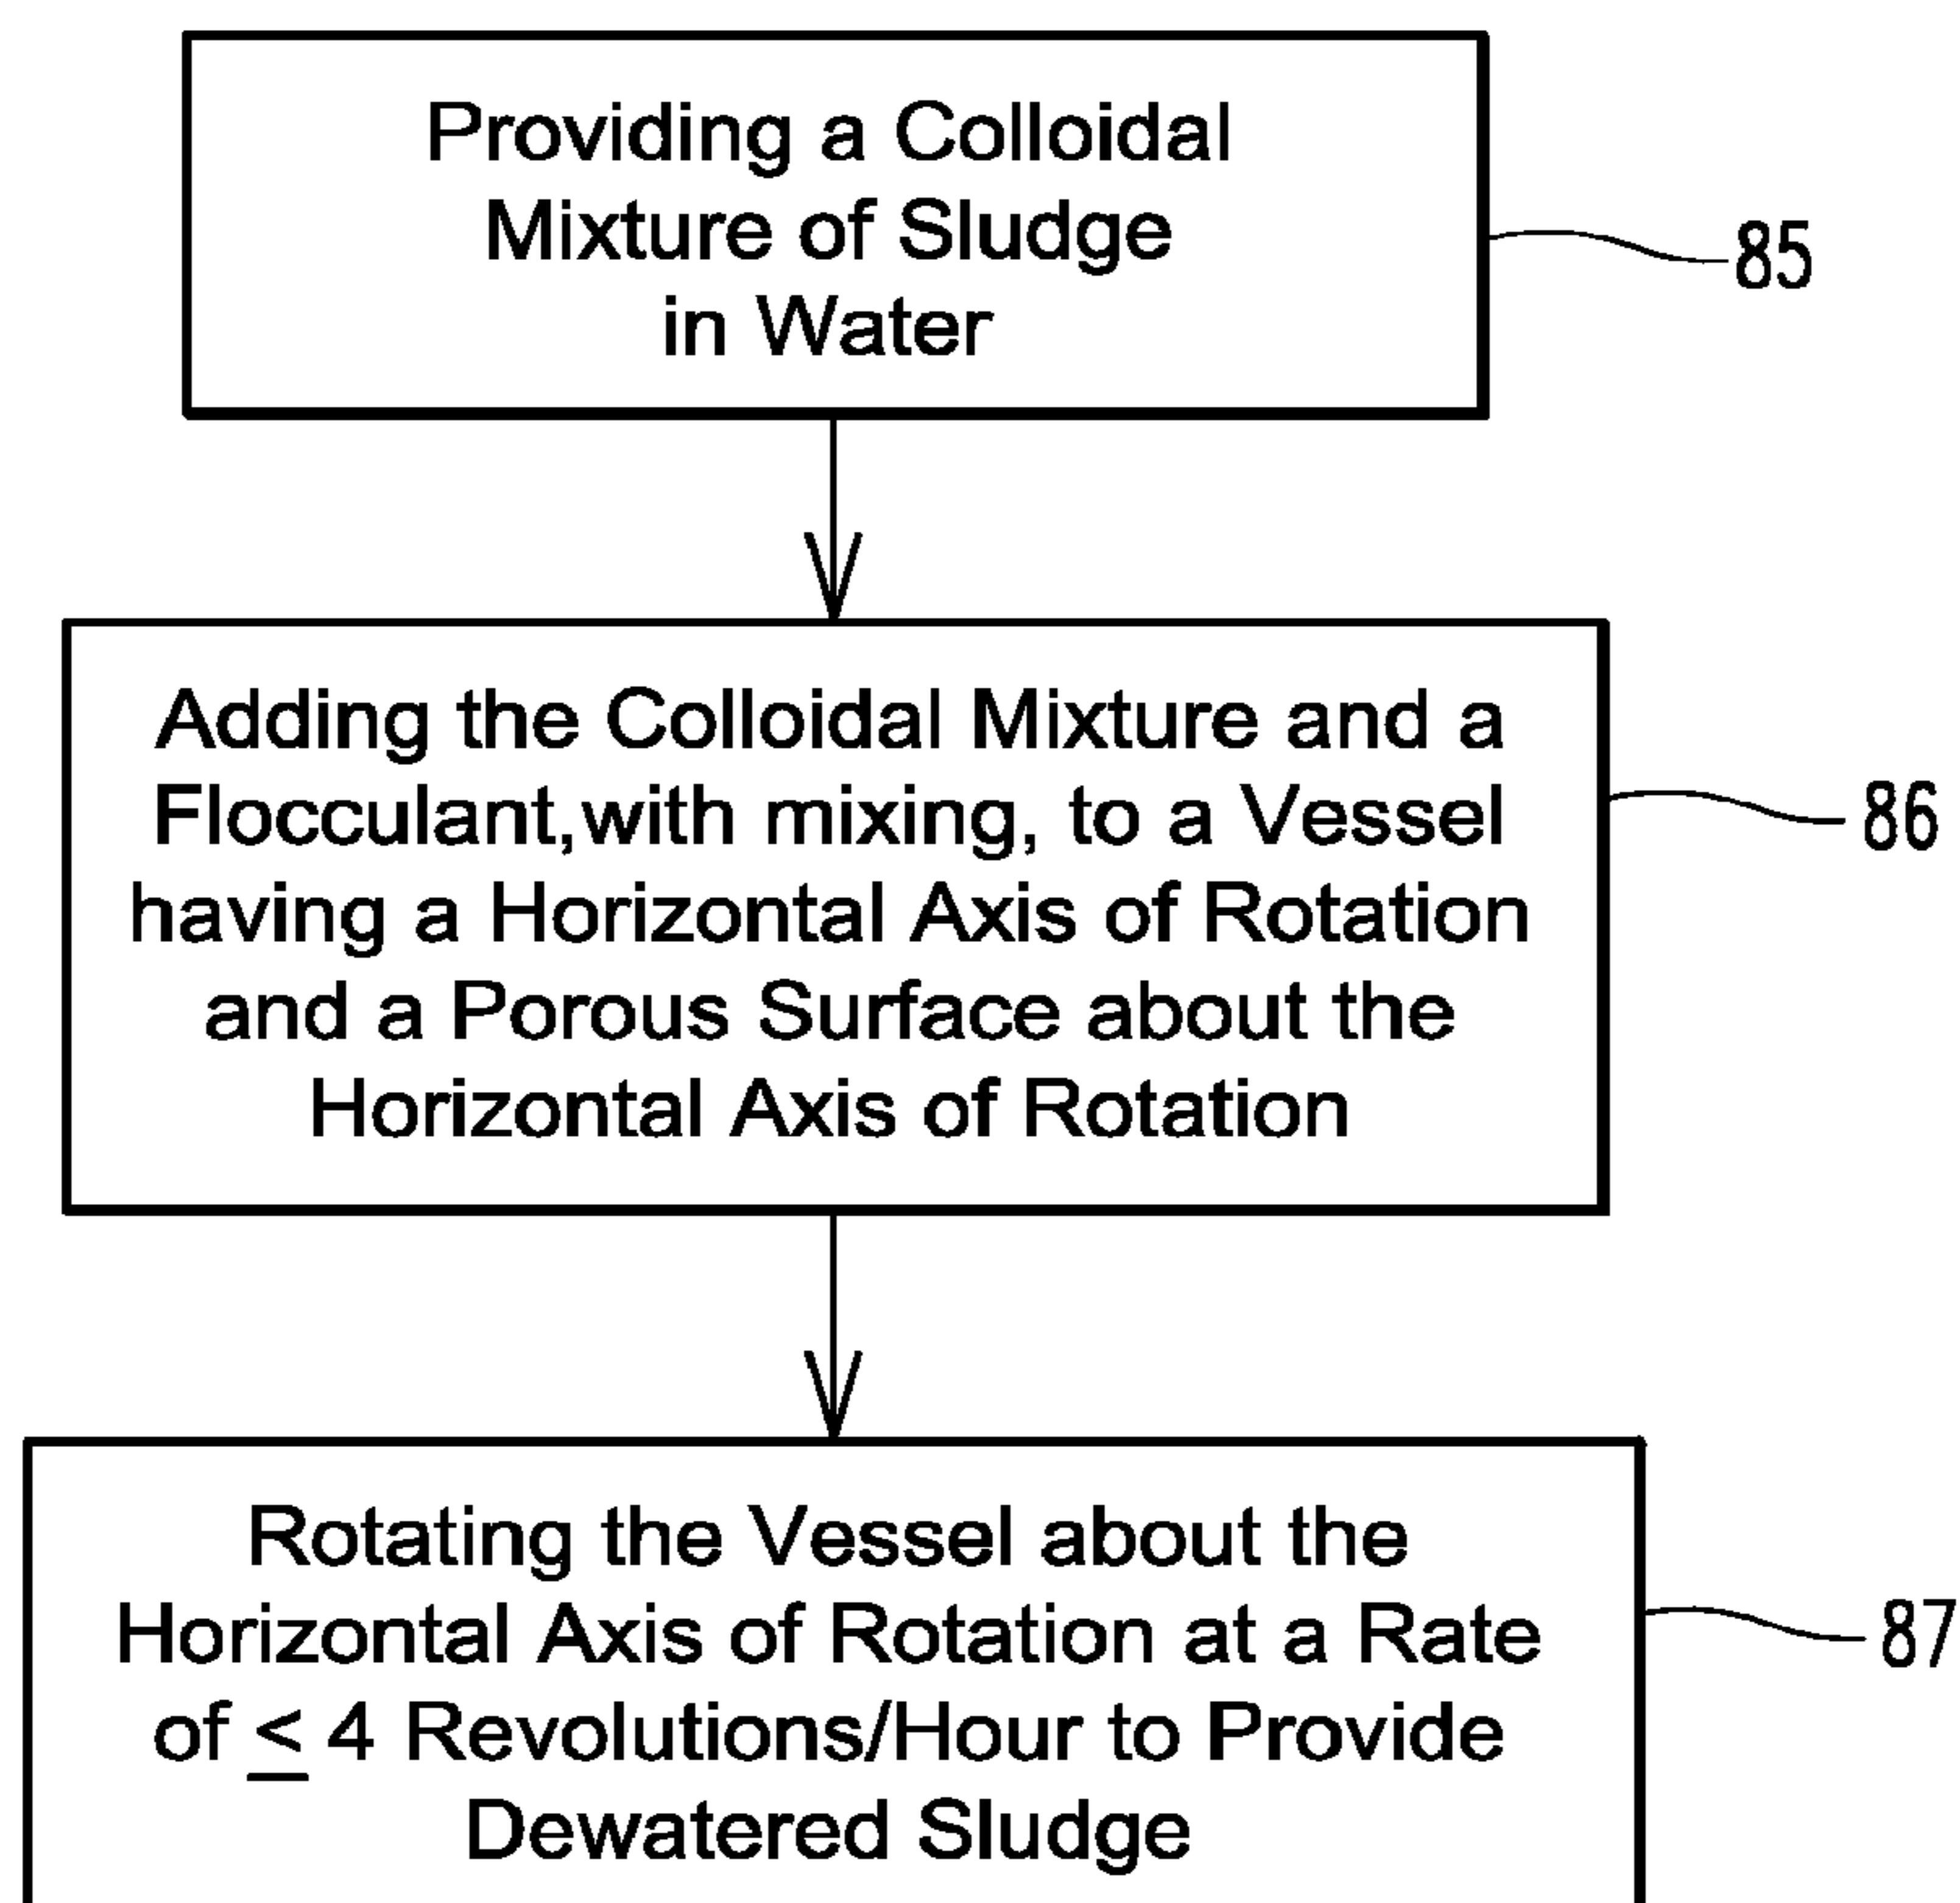 Providing a Colloidal
Mixture of Sludge
in Water
85
Adding the Colloidal Mixture and a
Flocculant,with mixing, to a Vessel
having a Horizontal Axis of Rotation
and a Porous Surface about the
Horizontal Axis of Rotation
86
Rotating the Vessel about the
Horizontal Axis of Rotation at a Rate
of ≤ 4 Revolutions/Hour to Provide
Dewatered Sludge
87